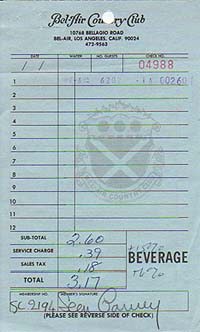 Bel-Air Country Club
10768 BELLAGIO ROAD
BEL-AIR, LOS ANGELES, CALIF. 90024
472-9563
DATE WAITER NO. GUESTS CHECK NO.
/ / 04988
1
2
3
4
5
6
7
8
9
10
11
12
SUB-TOTAL 2.60
SERVICE CHARGE .39
SALES TAX .18
TOTAL 3.17
BEVERAGE
MEMBERSHIP NO. MEMBER'S SIGNATURE
(PLEASE SEE REVERSE SIDE OF CHECK)